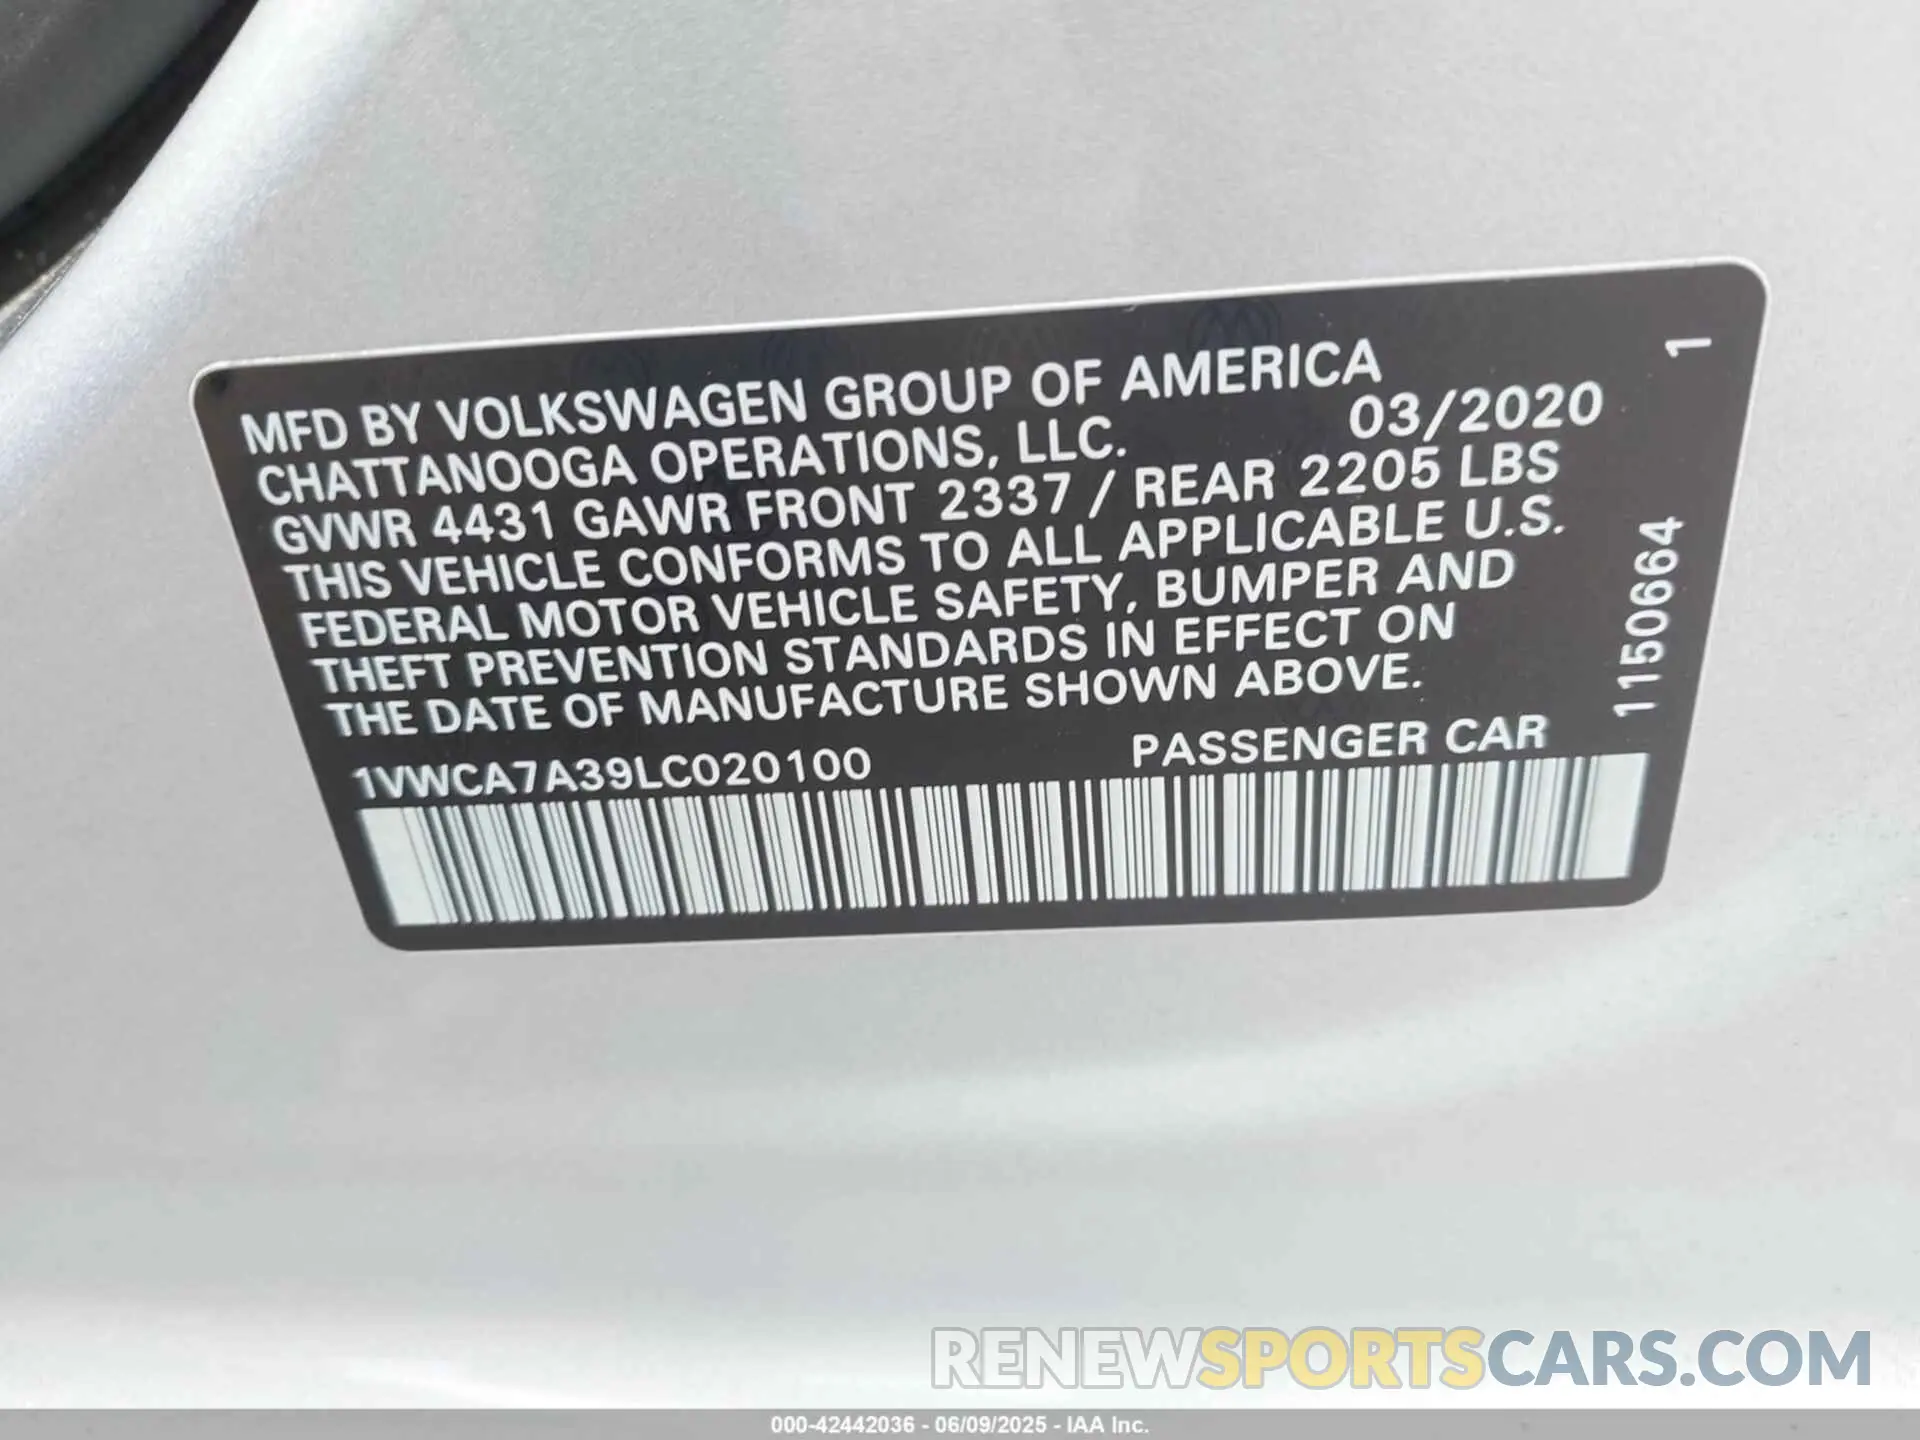 MFD BY VOLKSWAGEN GROUP OF AMERICA
CHATTANOOGA OPERATIONS, LLC. 03/2020
GVWR 4431 GAWR FRONT 2337 / REAR 2205 LBS
THIS VEHICLE CONFORMS TO ALL APPLICABLE U.S.
FEDERAL MOTOR VEHICLE SAFETY, BUMPER AND
THEFT PREVENTION STANDARDS IN EFFECT ON
THE DATE OF MANUFACTURE SHOWN ABOVE.
1VWCA7A39LC020100 PASSENGER CAR
1150664 1
RENEWSPORTSCARS.COM
000-42442036 - 06/09/2025 - IAA Inc.